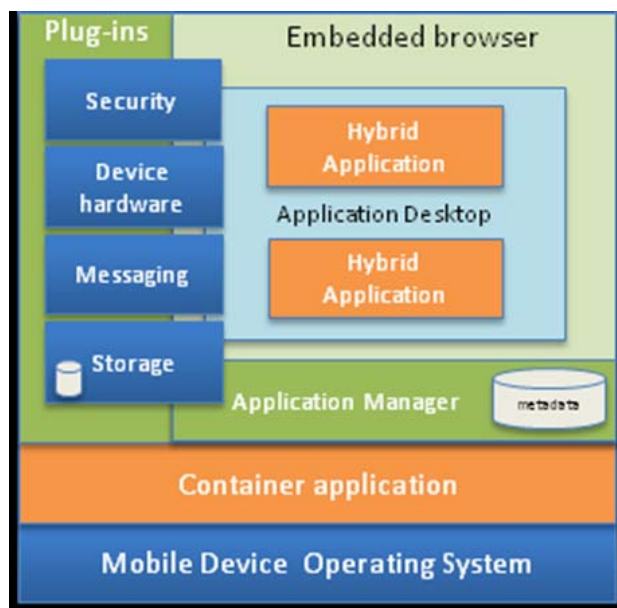 Plug-ins
Embedded browser
Security
Device
hardware
Messaging
Storage
Hybrid
Application
Application Desktop
Hybrid
Application
Application Manager
metadata
Container application
Mobile Device Operating System